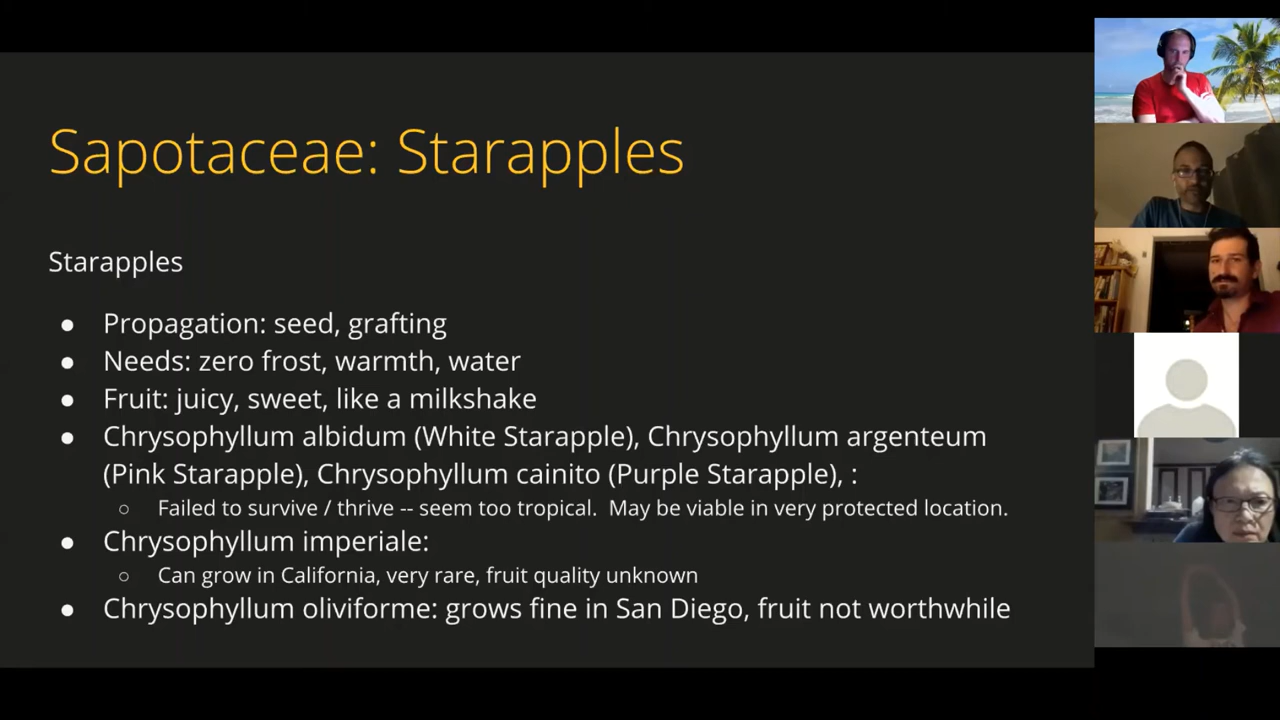 Sapotaceae: Starapples
Starapples
● Propagation: seed, grafting
● Needs: zero frost, warmth, water
● Fruit: juicy, sweet, like a milkshake
● Chrysophyllum albidum (White Starapple), Chrysophyllum argenteum
(Pink Starapple), Chrysophyllum cainito (Purple Starapple), :
○ Failed to survive / thrive -- seem too tropical.  May be viable in very protected location.
● Chrysophyllum imperiale:
○ Can grow in California, very rare, fruit quality unknown
● Chrysophyllum oliviforme: grows fine in San Diego, fruit not worthwhile